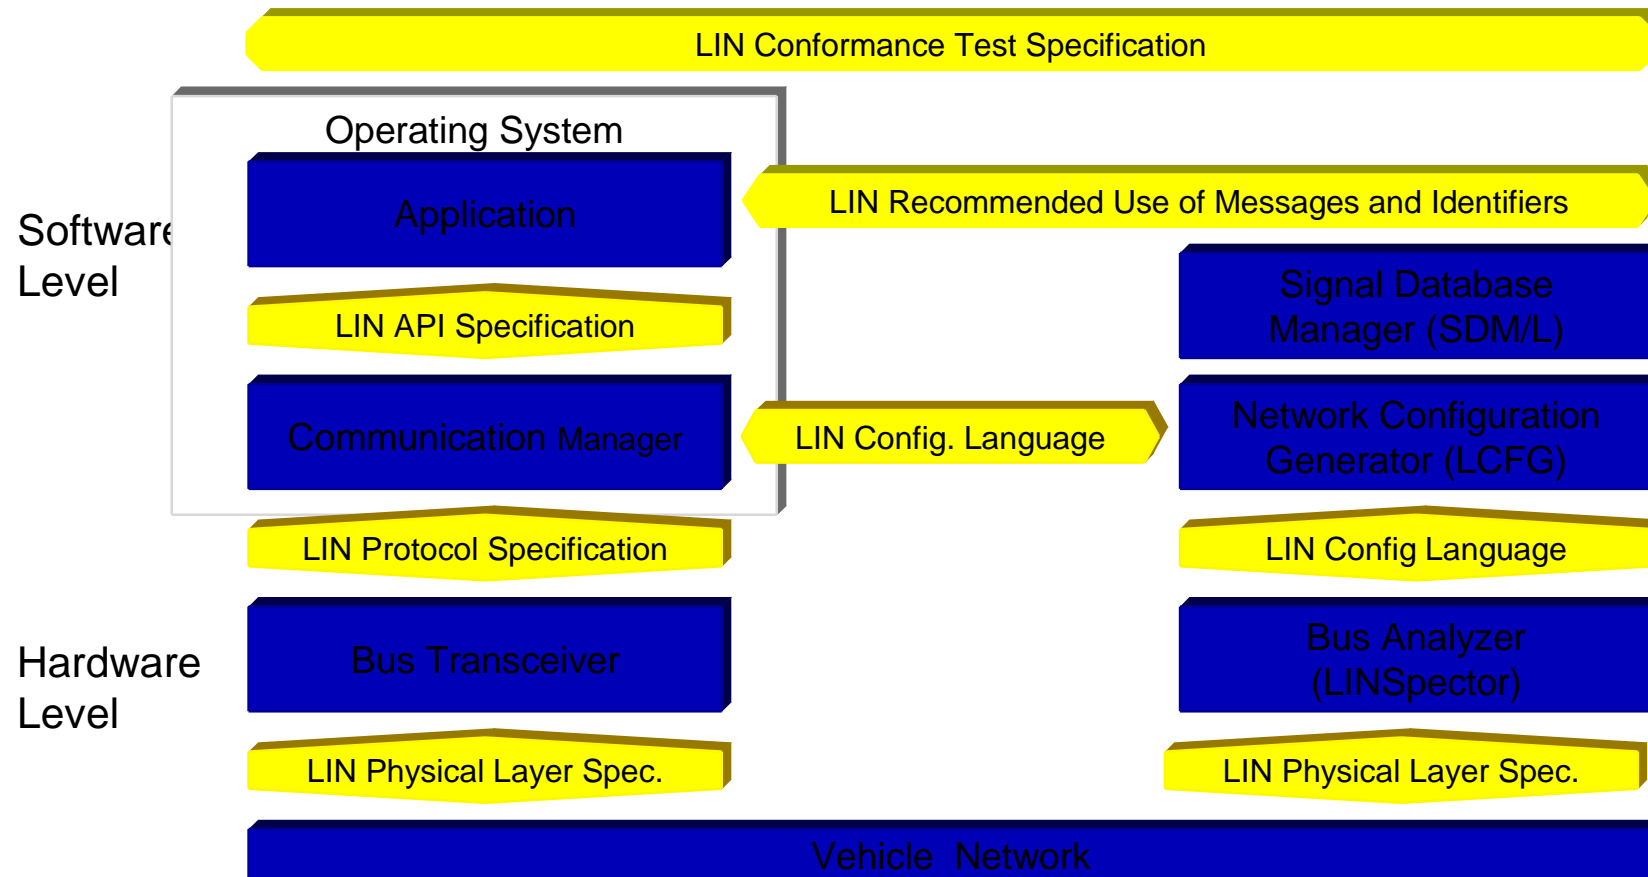 LIN Conformance Test Specification
Operating System
Application
LIN Recommended Use of Messages and Identifiers
Software
Level
Signal Database
Manager (SDM/L)
LIN API Specification
Communication Manager
LIN Config. Language
Network Configuration
Generator (LCFG)
LIN Protocol Specification
LIN Config Language
Hardware
Level
Bus Transceiver
Bus Analyzer
(LINSpector)
LIN Physical Layer Spec.
LIN Physical Layer Spec.
Vehicle Network